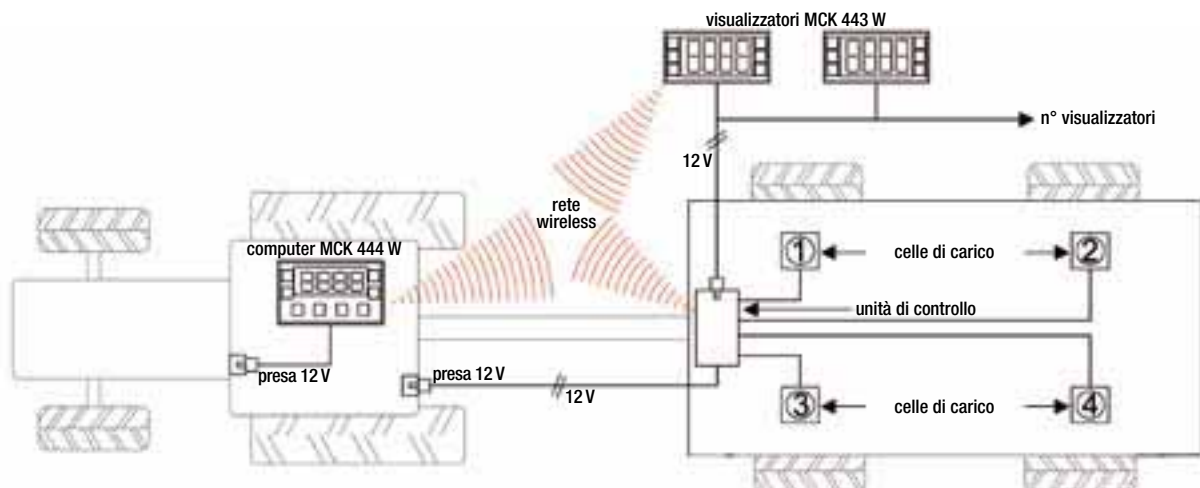 visualizzatori MCK 443 W
n° visualizzatori
12 V
rete
wireless
computer MCK 444 W
1
celle di carico
2
unità di controllo
presa 12 V
presa 12 V
12 V
3
celle di carico
4